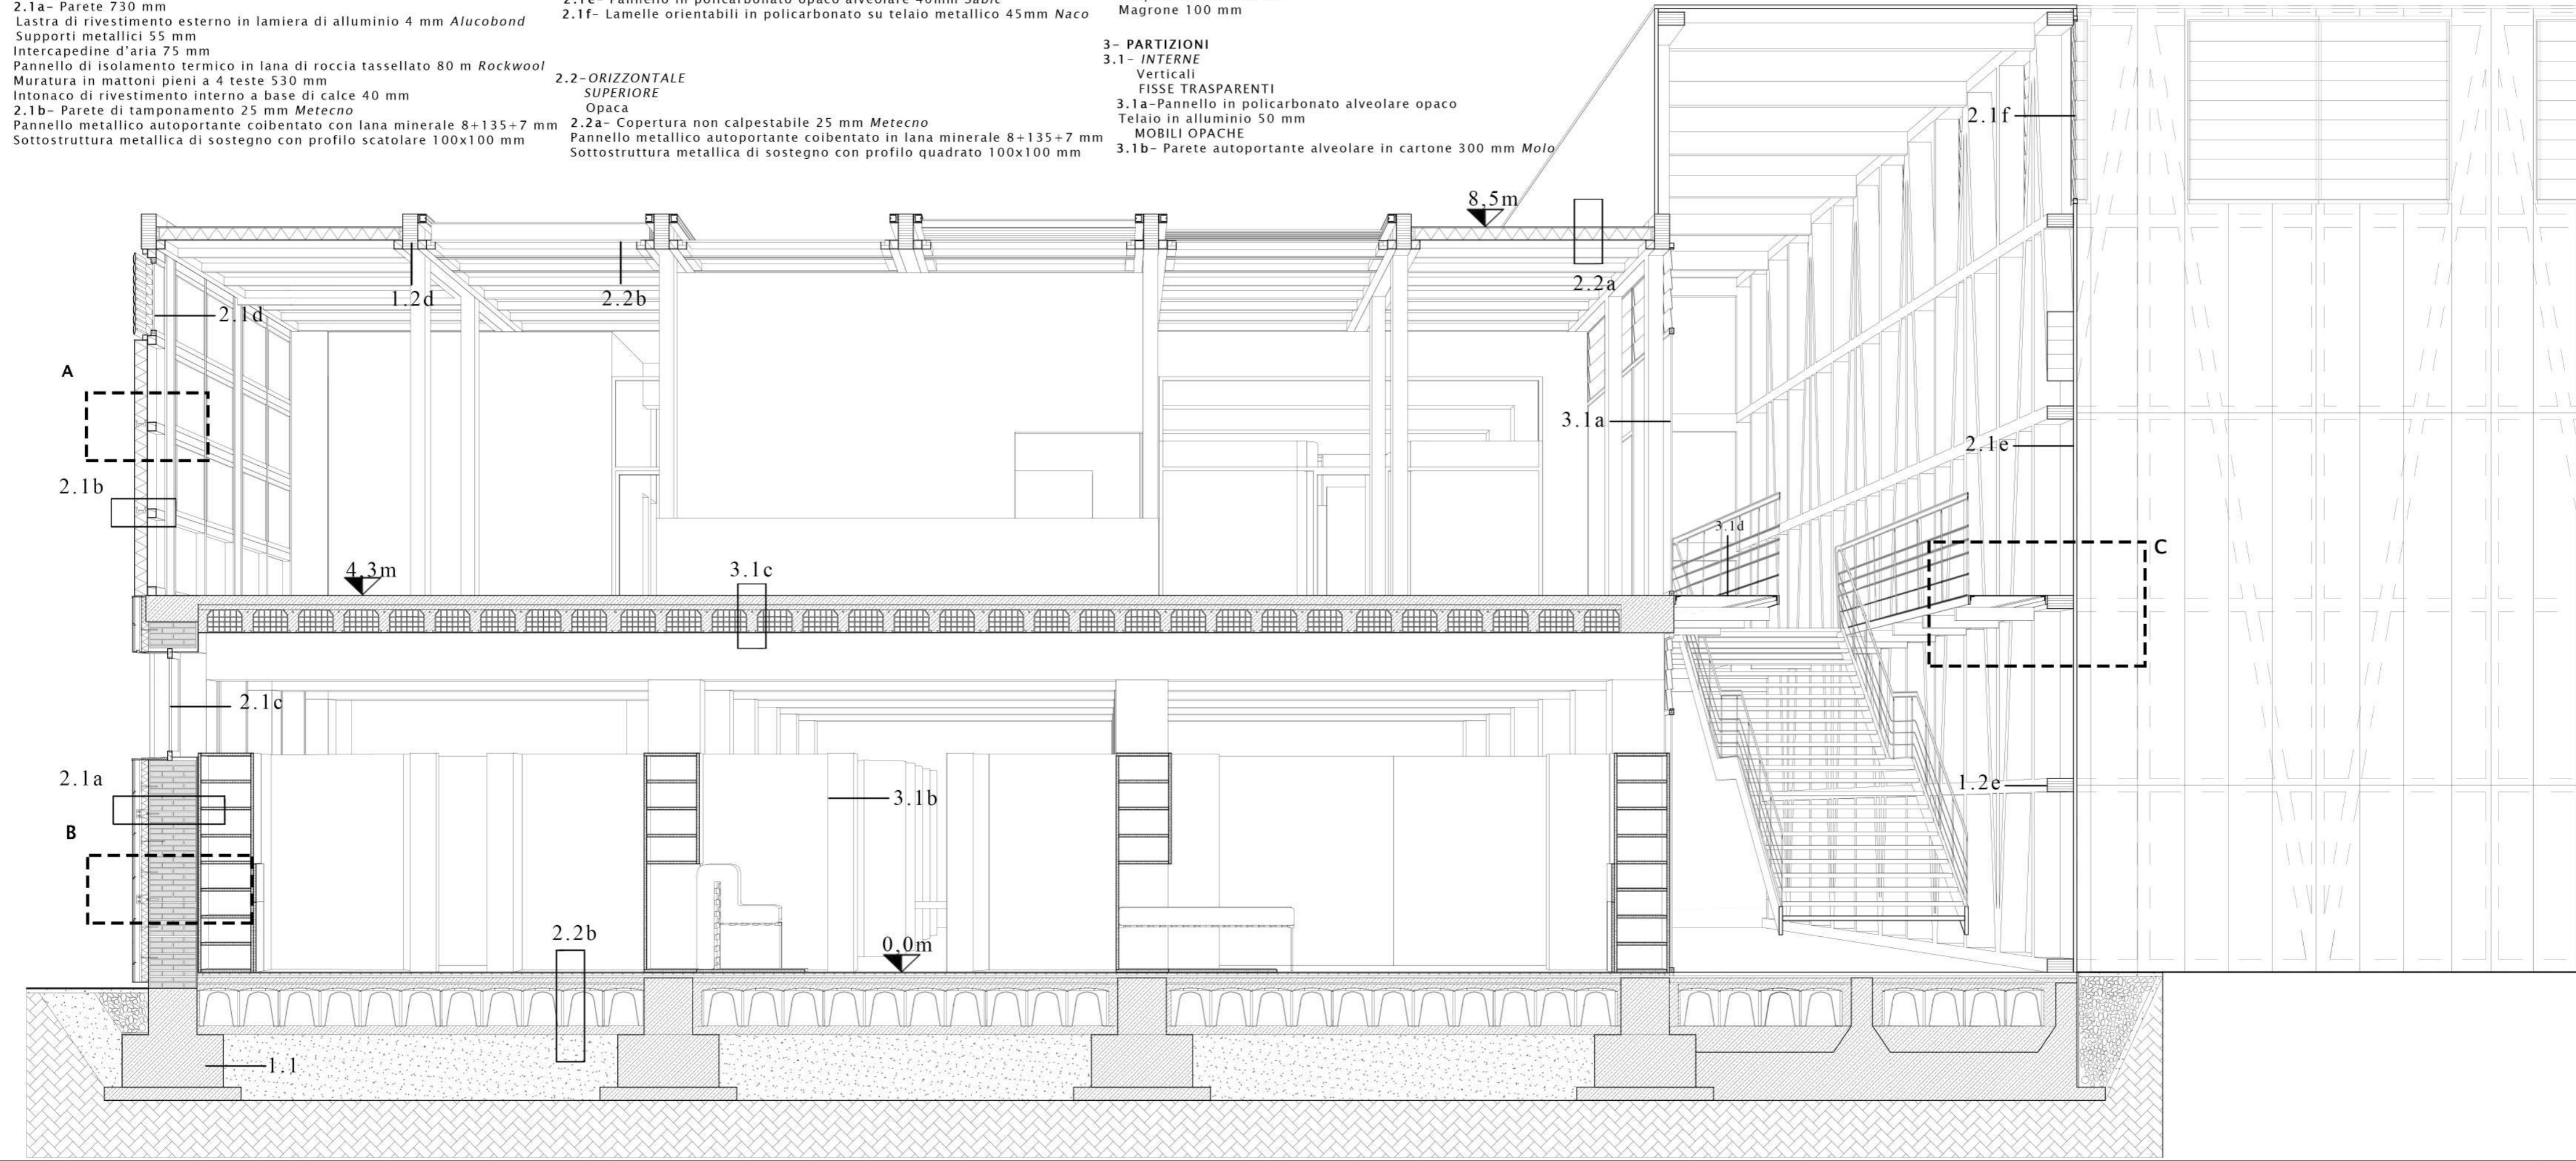 2.1a- Parete 730 mm
Lastra di rivestimento esterno in lamiera di alluminio 4 mm Alucobond
Supporti metallici 55 mm
Intercapedine d'aria 75 mm
Pannello di isolamento termico in lana di roccia tassellato 80 m Rockwool
Muratura in mattoni pieni a 4 teste 530 mm
Intonaco di rivestimento interno a base di calce 40 mm
2.1b- Parete di tamponamento 25 mm Metecno
Pannello metallico autoportante coibentato con lana minerale 8+135+7 mm
Sottostruttura metallica di sostegno con profilo scatolare 100x100 mm
2.1e- Pannello in policarbonato opaco alveolare 40mm Sabic
2.1f- Lamelle orientabili in policarbonato su telaio metallico 45mm Naco
2.2-ORIZZONTALE
SUPERIORE
Opaca
2.2a- Copertura non calpestabile 25 mm Metecno
Pannello metallico autoportante coibentato in lana minerale 8+135+7 mm
Sottostruttura metallica di sostegno con profilo quadrato 100x100 mm
Magrone 100 mm
3- PARTIZIONI
3.1- INTERNE
Verticali
FISSE TRASPARENTI
3.1a-Pannello in policarbonato alveolare opaco
Telaio in alluminio 50 mm
MOBILI OPACHE
3.1b- Parete autoportante alveolare in cartone 300 mm Molo
2.1f
8,5m
2.2a
1.2d
2.2b
2.1d
A
3.1a
2.1e
2.1b
3.1d
C
4,3m
3.1c
2.1c
2.1a
3.1b
1.2e
B
2.2b
0,0m
1.1